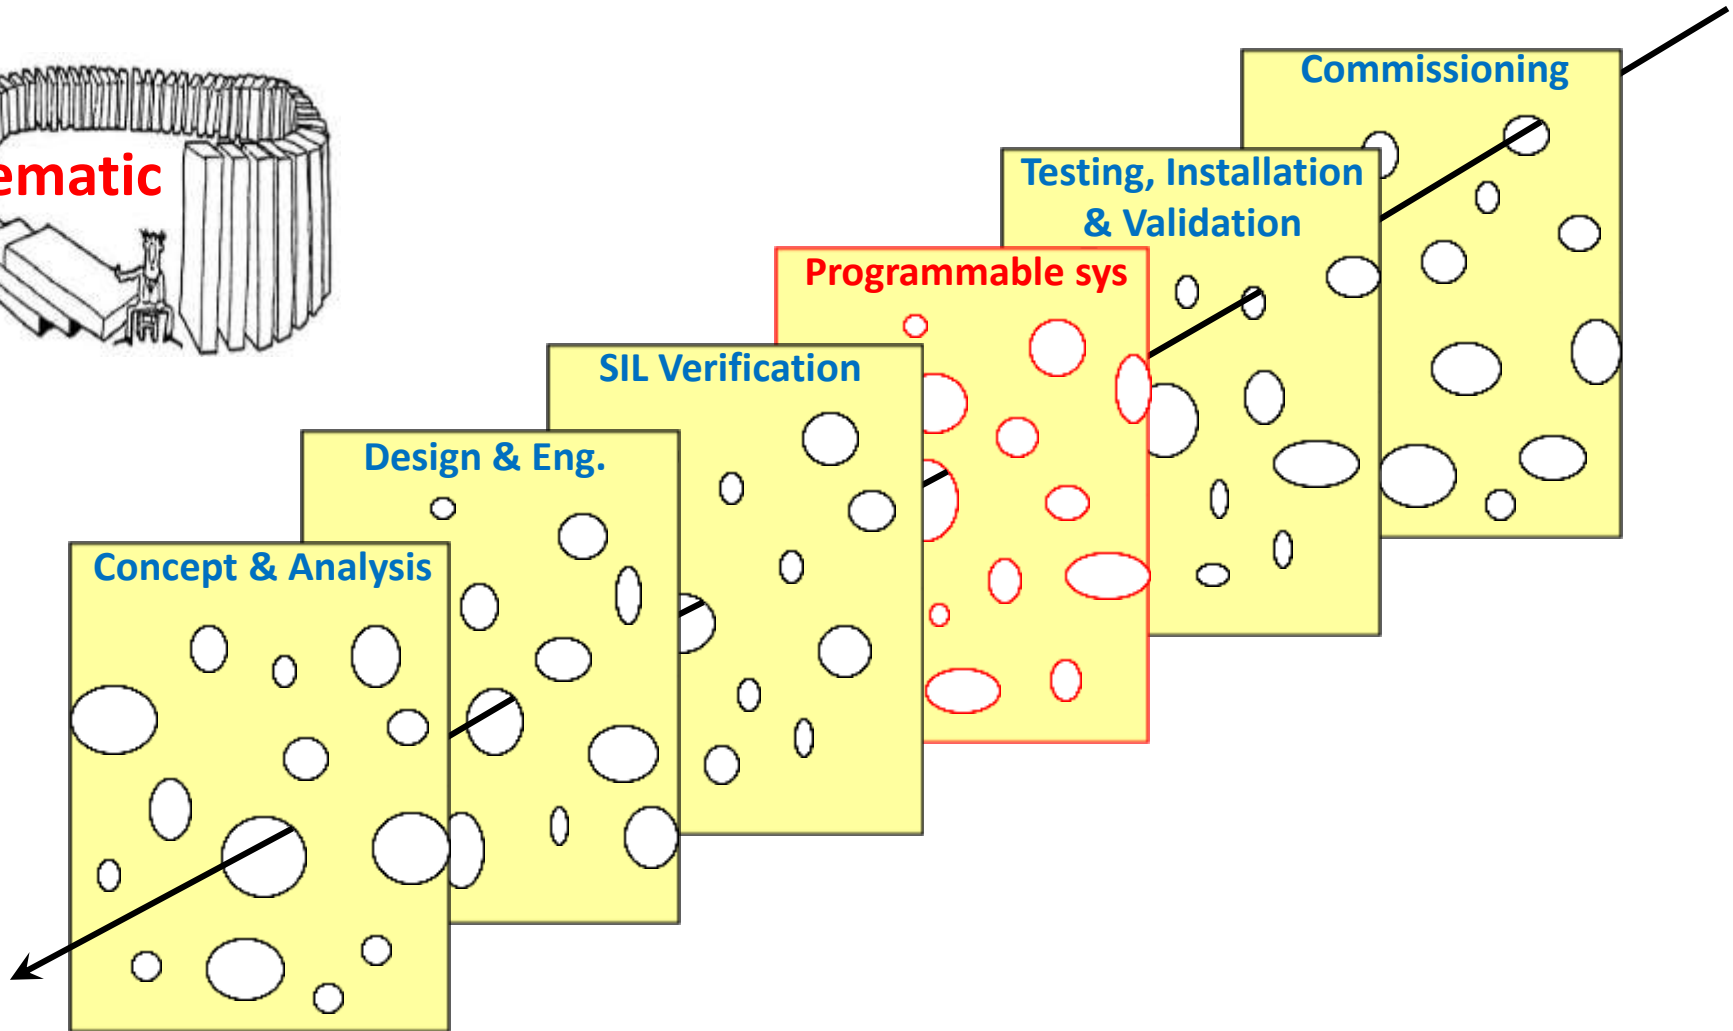 Commissioning
ematic
Testing, Installation
& Validation
Programmable sys
SIL Verification
Design & Eng.
Concept & Analysis